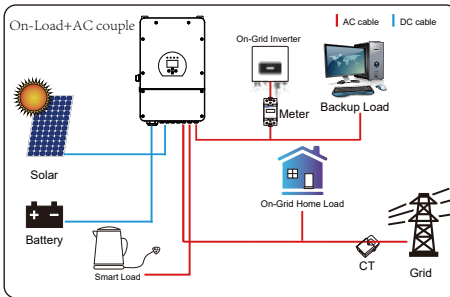 On-Load+AC couple
AC cable
DC cable
On-Grid Inverter
Meter
Backup Load
Solar
On-Grid Home Load
Battery
Smart Load
CT
Grid